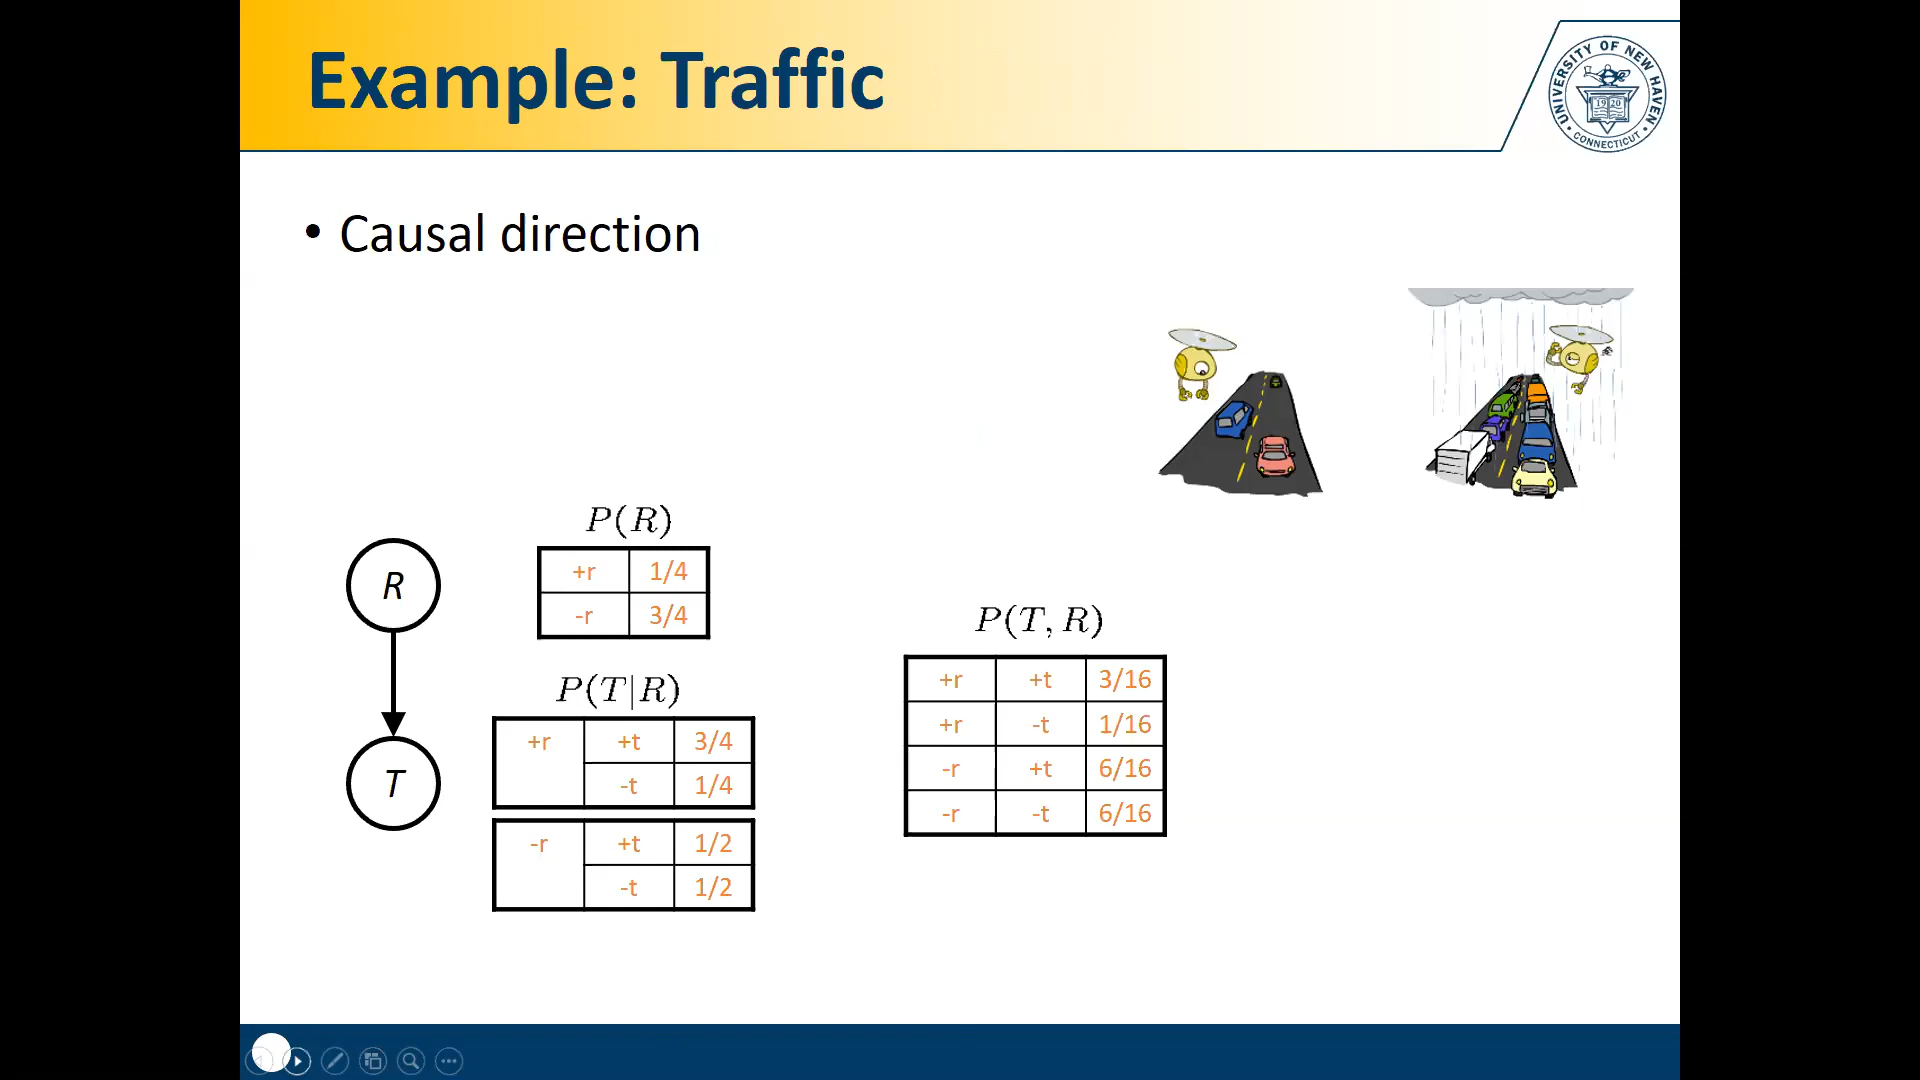 Example: Traffic
UNIVERSITY OF NEW HAVEN
1920
CONNECTICUT
• Causal direction
P(R)
R
+r 1/4
-r 3/4
P(T|R)
T
+r +t 3/4
-t 1/4
-r +t 1/2
-t 1/2
P(T, R)
+r +t 3/16
+r -t 1/16
-r +t 6/16
-r -t 6/16